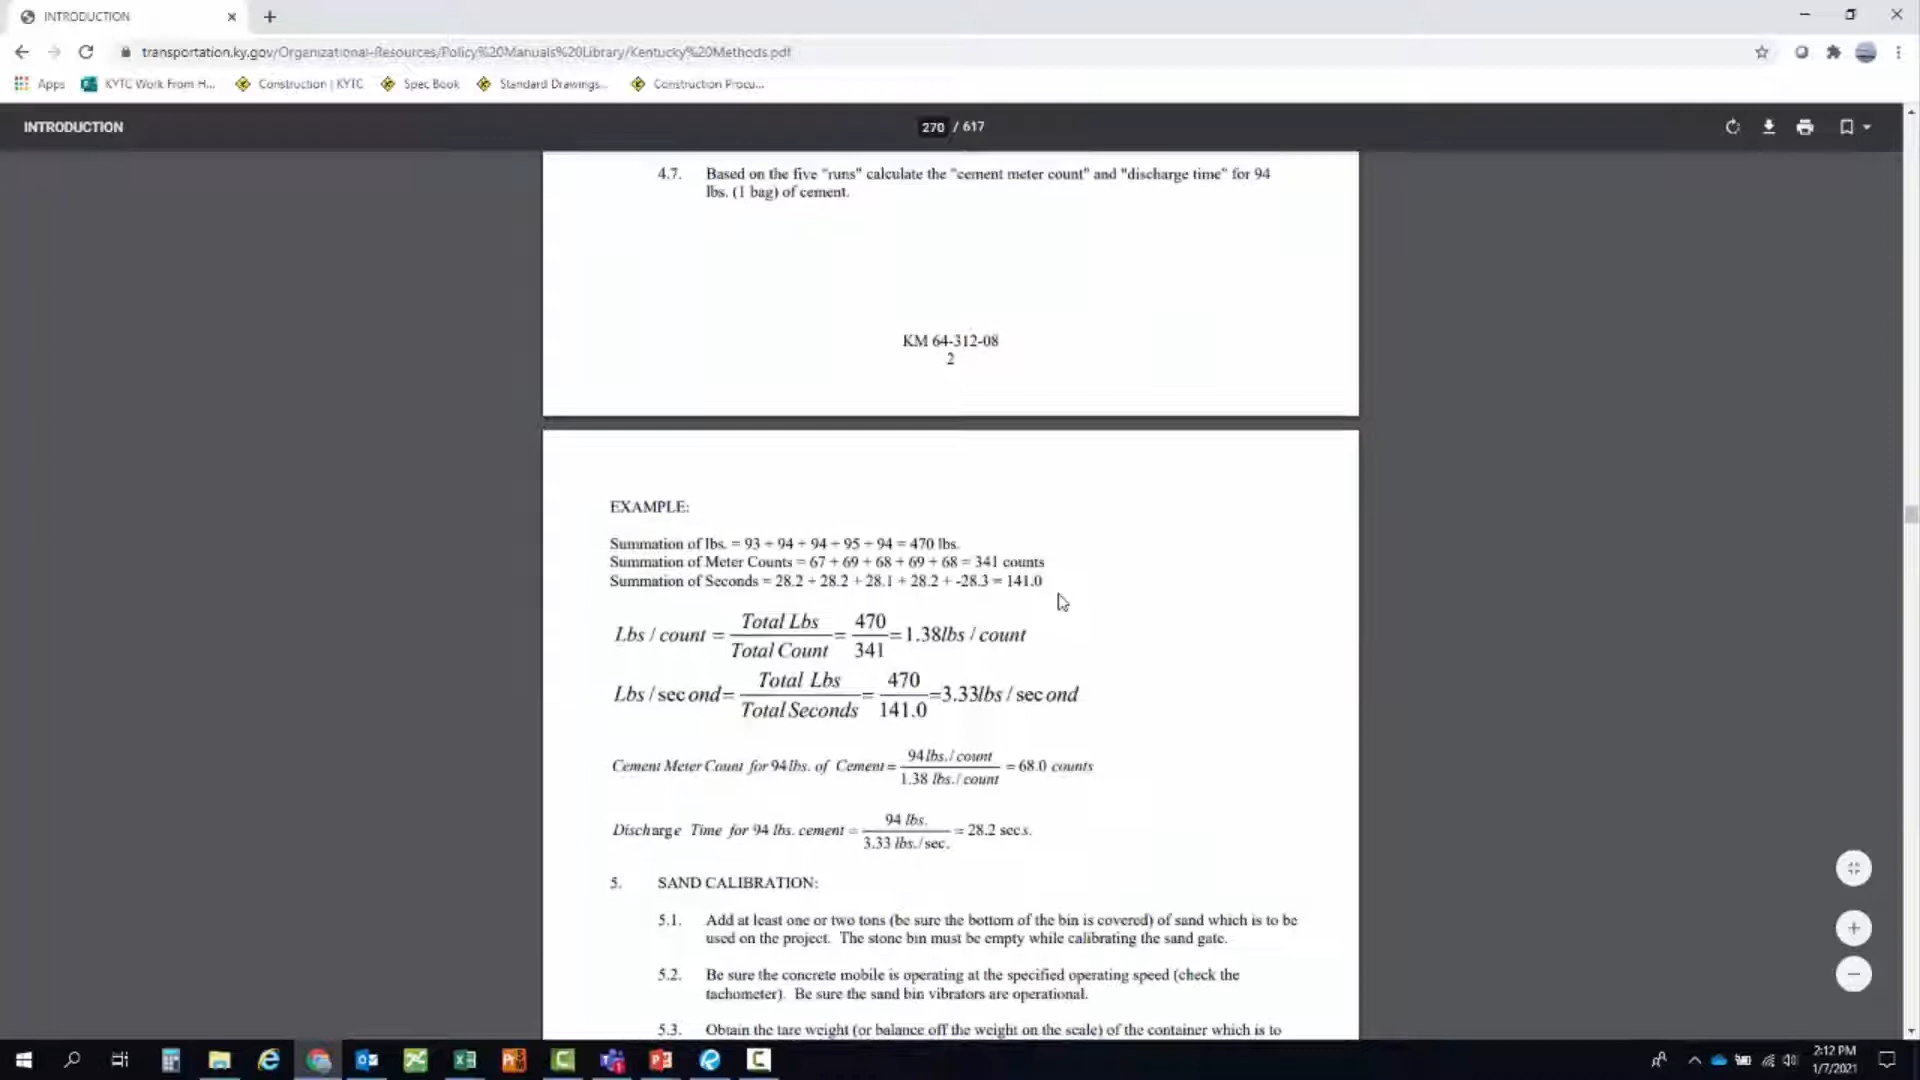 INTRODUCTION
transportation.ky.gov/Organizational-Resources/Policy%20Manuals%20Library/Kentucky%20Methods.pdf
Apps KYTC Work From H... Construction | KYTC Spec Book Standard Drawings... Construction Procu...
INTRODUCTION 270 / 617
4.7. Based on the five "runs" calculate the "cement meter count" and "discharge time" for 94
lbs. (1 bag) of cement.
KM 64-312-08
2
EXAMPLE:
Summation of lbs. = 93 + 94 + 94 + 95 + 94 = 470 lbs.
Summation of Meter Counts = 67 + 69 + 68 + 69 + 68 = 341 counts
Summation of Seconds = 28.2 + 28.2 + 28.1 + 28.2 + -28.3 = 141.0
Lbs / count = Total Lbs / Total Count = 470 / 341 = 1.38lbs / count
Lbs / sec ond = Total Lbs / Total Seconds = 470 / 141.0 = 3.33lbs / sec ond
Cement Meter Count for 94 lbs. of Cement = 94 lbs. / count / 1.38 lbs. / count = 68.0 counts
Discharge Time for 94 lbs. cement = 94 lbs. / 3.33 lbs. / sec. = 28.2 secs.
5. SAND CALIBRATION:
5.1. Add at least one or two tons (be sure the bottom of the bin is covered) of sand which is to be
used on the project. The stone bin must be empty while calibrating the sand gate.
5.2. Be sure the concrete mobile is operating at the specified operating speed (check the
tachometer). Be sure the sand bin vibrators are operational.
5.3. Obtain the tare weight (or balance off the weight on the scale) of the container which is to
2:12 PM
1/7/2021